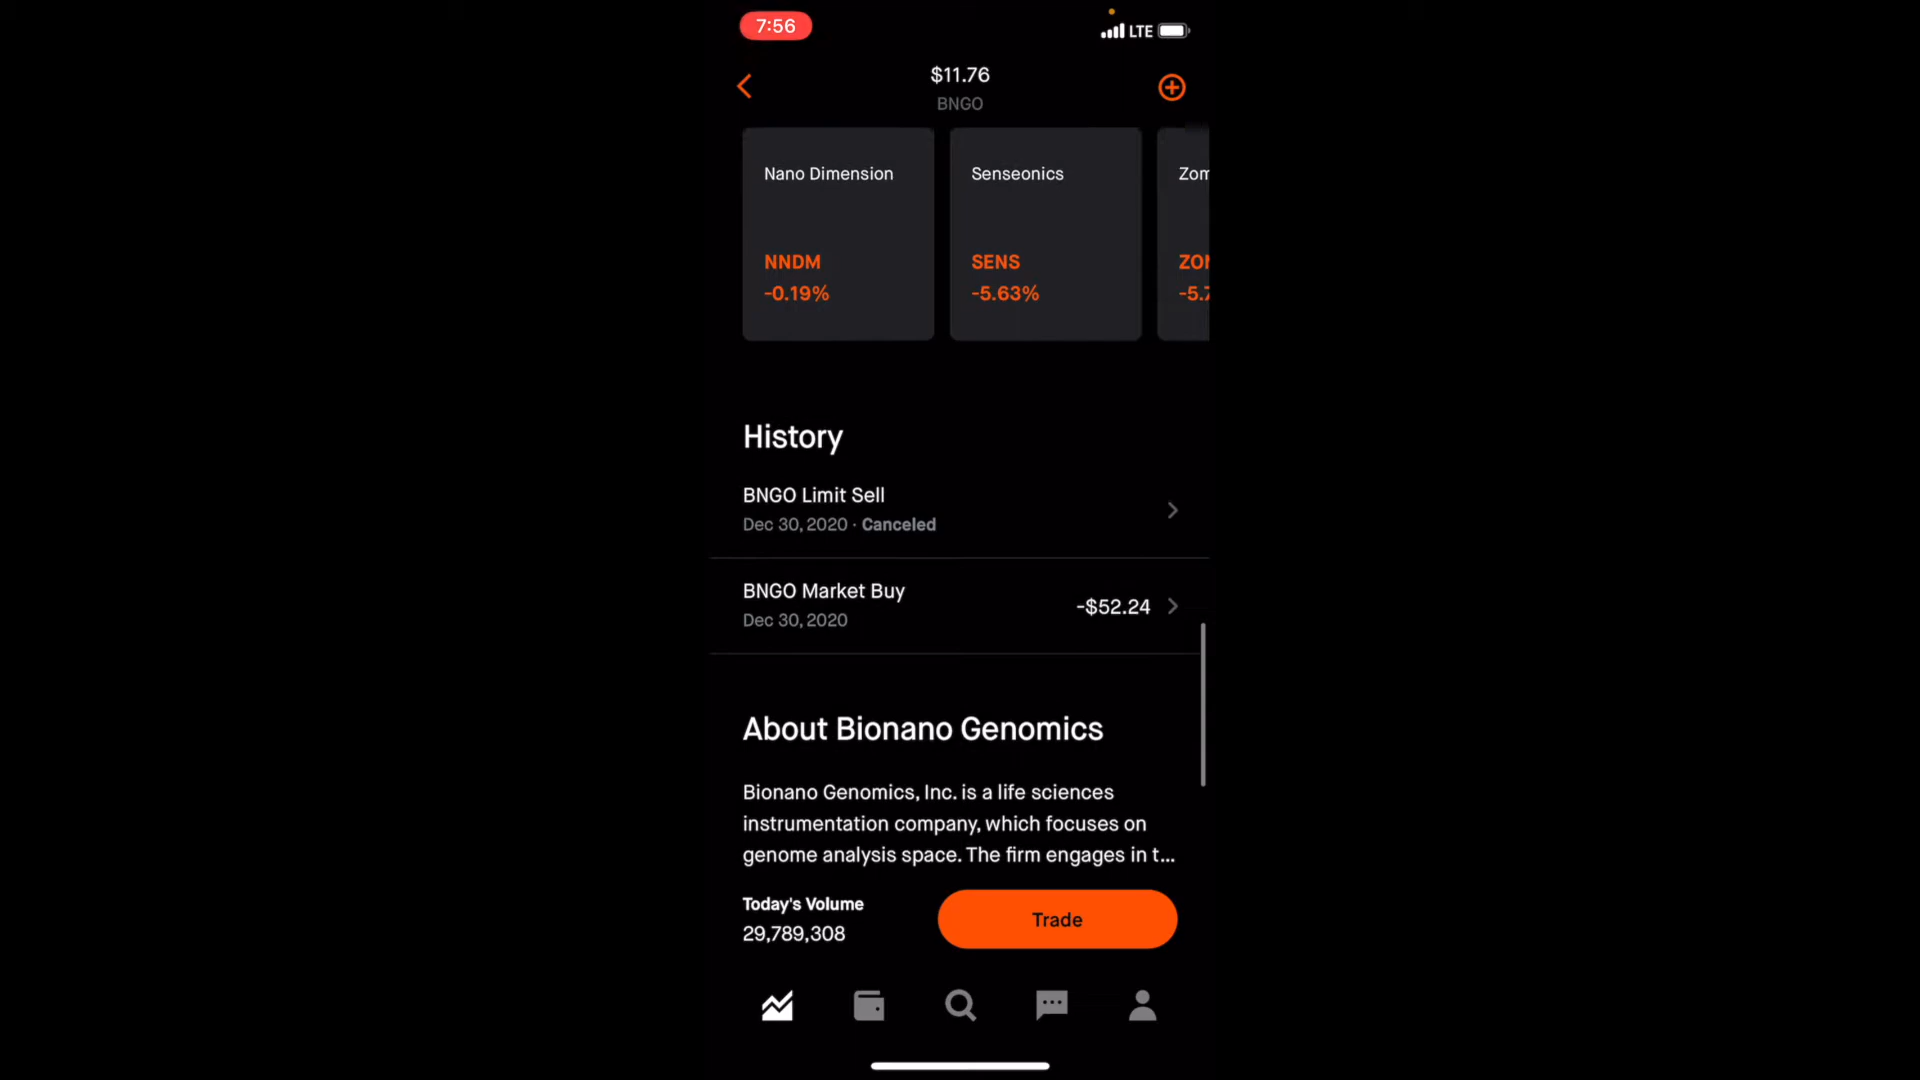 7:56
LTE
$11.76
BNGO
Nano Dimension
Senseonics
NNDM
SENS
-0.19%
-5.63%
History
BNGO Limit Sell
Dec 30, 2020 · Canceled
BNGO Market Buy
-$52.24
Dec 30, 2020
About Bionano Genomics
Bionano Genomics, Inc. is a life sciences
instrumentation company, which focuses on
genome analysis space. The firm engages in t...
Today's Volume
29,789,308
Trade